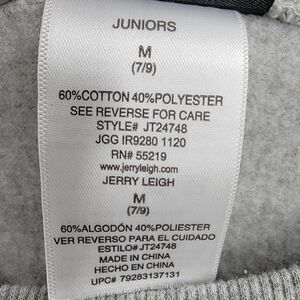 JUNIORS
M
(7/9)
60%COTTON 40%POLYESTER
SEE REVERSE FOR CARE
STYLE# JT24748
JGG IR9280 1120
RN# 55219
www.jerryleigh.com
JERRY LEIGH
M
(7/9)
60%ALGODÓN 40%POLIESTER
VER REVERSO PARA EL CUIDADO
ESTILO# JT24748
MADE IN CHINA
HECHO EN CHINA
UPC# 79283137131